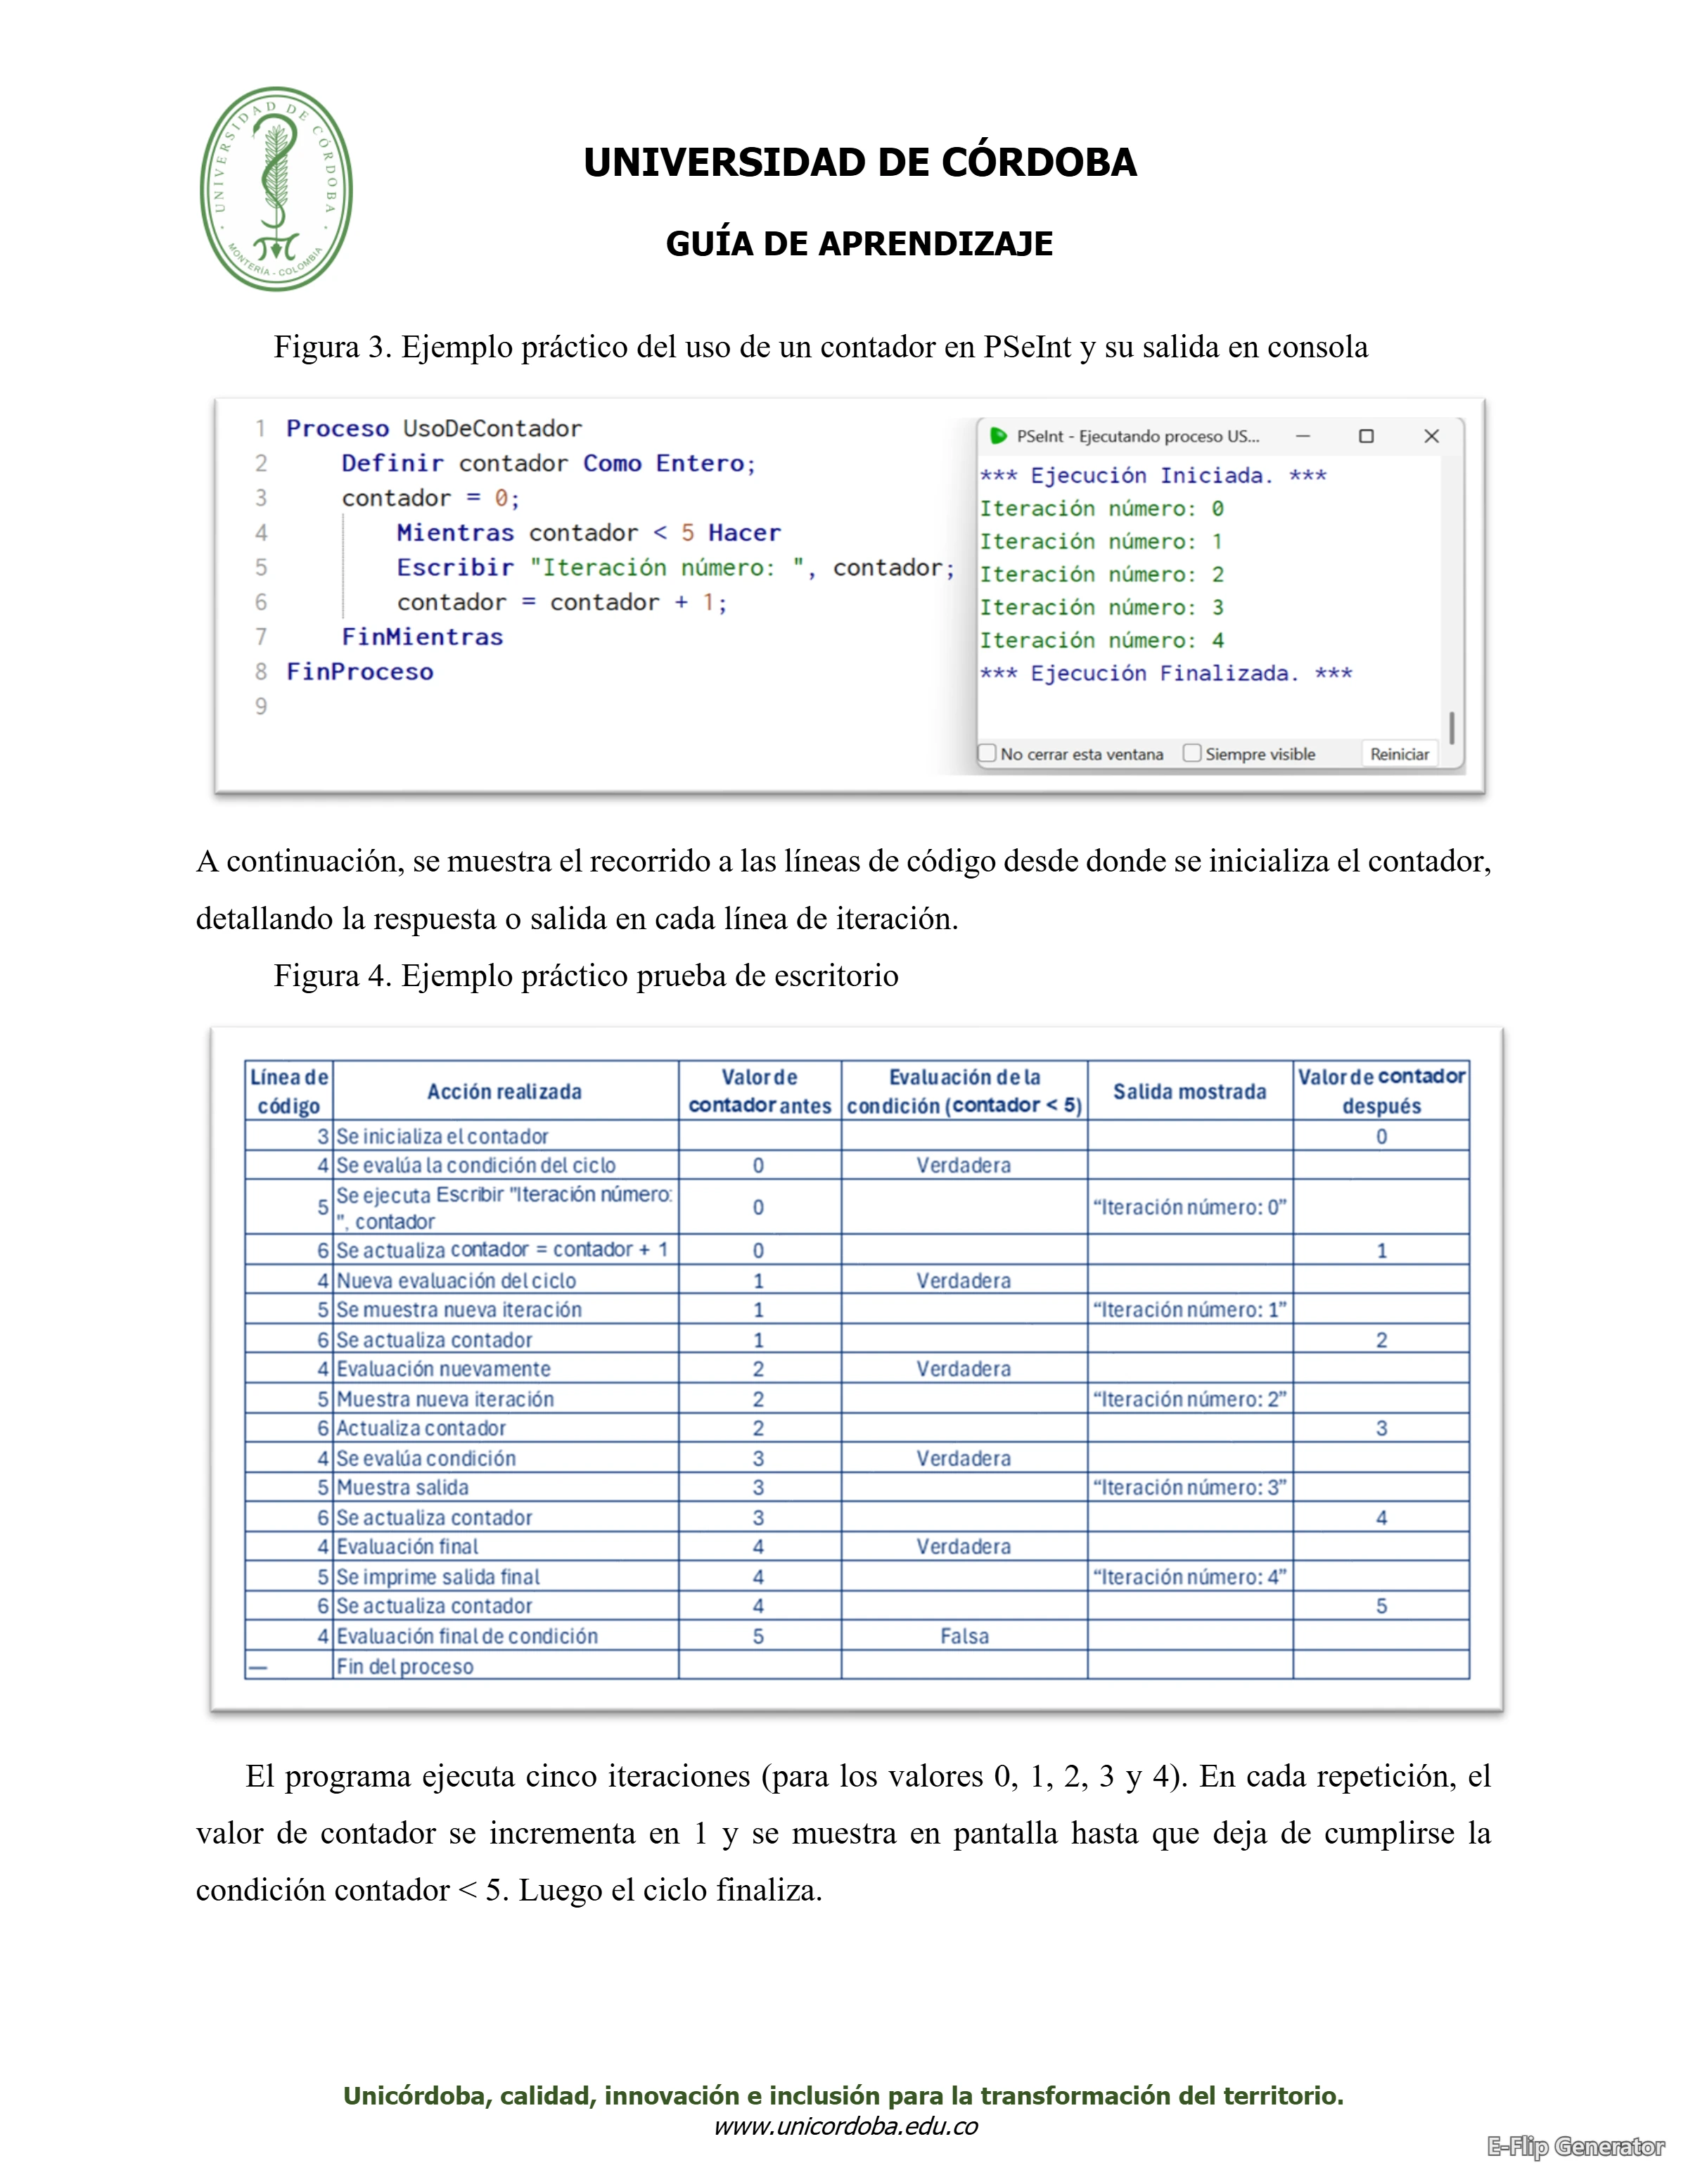 UNIVERSIDAD DE CÓRDOBA
MONTERÍA - COLOMBIA
UNIVERSIDAD DE CÓRDOBA
GUÍA DE APRENDIZAJE
Figura 3. Ejemplo práctico del uso de un contador en PSeInt y su salida en consola
1 Proceso UsoDeContador
2 Definir contador Como Entero;
3 contador = 0;
4 Mientras contador < 5 Hacer
5 Escribir "Iteración número: ", contador;
6 contador = contador + 1;
7 FinMientras
8 FinProceso
9
PSeInt - Ejecutando proceso US...
*** Ejecución Iniciada. ***
Iteración número: 0
Iteración número: 1
Iteración número: 2
Iteración número: 3
Iteración número: 4
*** Ejecución Finalizada. ***
No cerrar esta ventana Siempre visible Reiniciar
A continuación, se muestra el recorrido a las líneas de código desde donde se inicializa el contador,
detallando la respuesta o salida en cada línea de iteración.
Figura 4. Ejemplo práctico prueba de escritorio
Línea de código Acción realizada Valor de contador antes Evaluación de la condición (contador < 5) Salida mostrada Valor de contador después
3 Se inicializa el contador 0
4 Se evalúa la condición del ciclo 0 Verdadera
5 Se ejecuta Escribir "Iteración número: ", contador 0 “Iteración número: 0”
6 Se actualiza contador = contador + 1 0 1
4 Nueva evaluación del ciclo 1 Verdadera
5 Se muestra nueva iteración 1 “Iteración número: 1”
6 Se actualiza contador 1 2
4 Evaluación nuevamente 2 Verdadera
5 Muestra nueva iteración 2 “Iteración número: 2”
6 Actualiza contador 2 3
4 Se evalúa condición 3 Verdadera
5 Muestra salida 3 “Iteración número: 3”
6 Se actualiza contador 3 4
4 Evaluación final 4 Verdadera
5 Se imprime salida final 4 “Iteración número: 4”
6 Se actualiza contador 4 5
4 Evaluación final de condición 5 Falsa
— Fin del proceso
El programa ejecuta cinco iteraciones (para los valores 0, 1, 2, 3 y 4). En cada repetición, el
valor de contador se incrementa en 1 y se muestra en pantalla hasta que deja de cumplirse la
condición contador < 5. Luego el ciclo finaliza.
Unicórdoba, calidad, innovación e inclusión para la transformación del territorio.
www.unicordoba.edu.co
E-Flip Generator